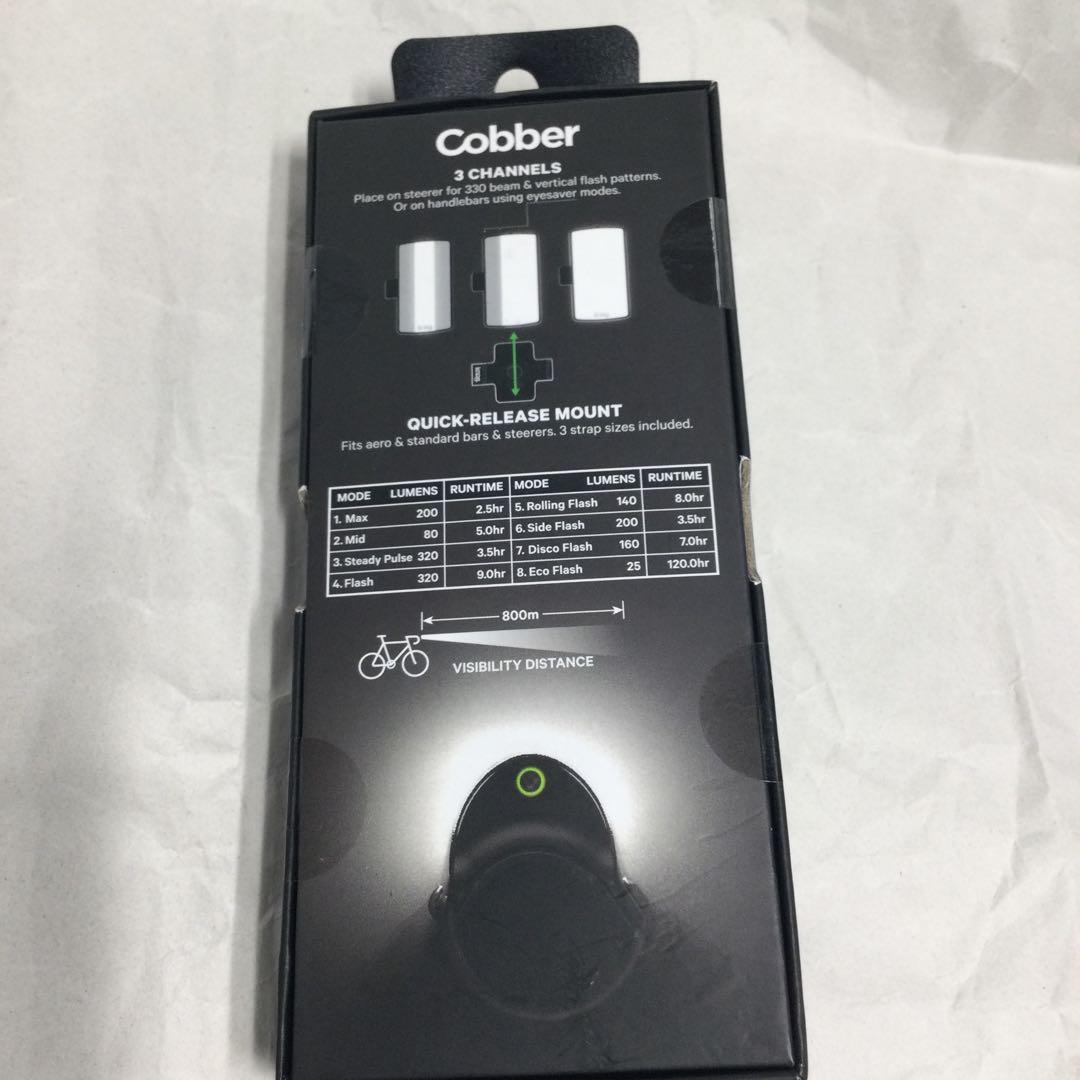 Cobber
3 CHANNELS
Place on steerer for 330 beam & vertical flash patterns.
Or on handlebars using eyesaver modes.
QUICK-RELEASE MOUNT
Fits aero & standard bars & steerers. 3 strap sizes included.
MODE LUMENS RUNTIME MODE LUMENS RUNTIME
1. Max 200 2.5hr 5. Rolling Flash 140 8.0hr
2. Mid 80 5.0hr 6. Side Flash 200 3.5hr
3. Steady Pulse 320 3.5hr 7. Disco Flash 160 7.0hr
4. Flash 320 9.0hr 8. Eco Flash 25 120.0hr
800m
VISIBILITY DISTANCE